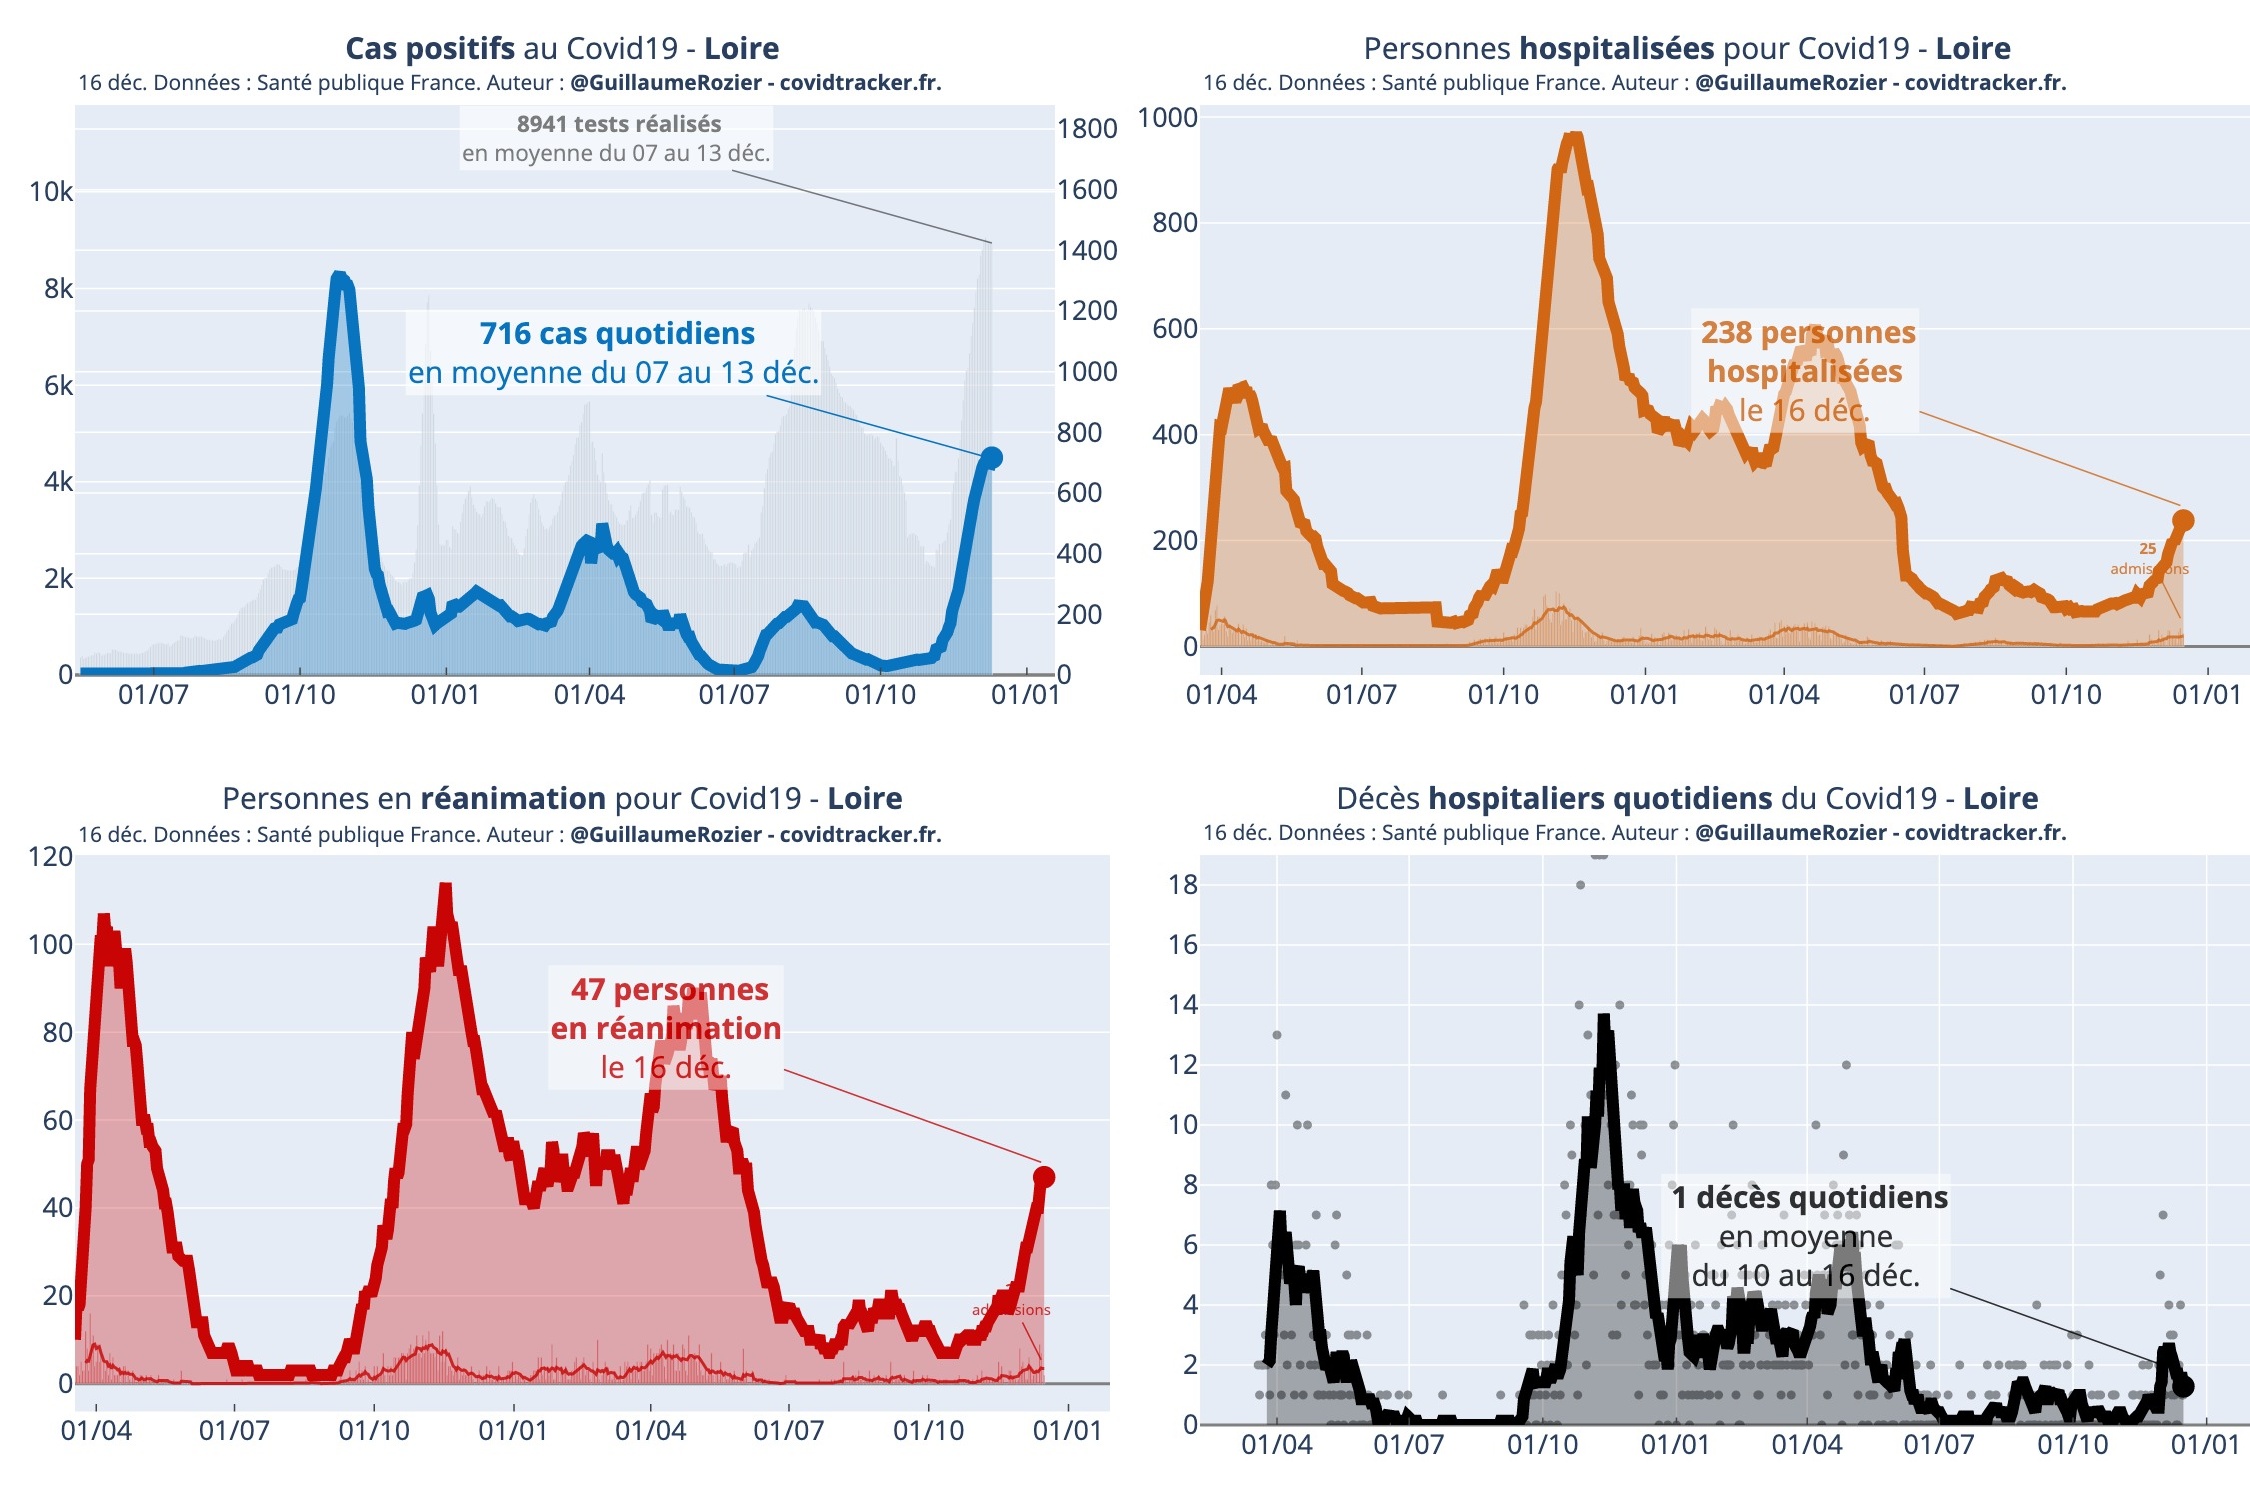 Cas positifs au Covid19 - Loire
16 déc. Données : Santé publique France. Auteur : @GuillaumeRozier - covidtracker.fr.
8941 tests réalisés
en moyenne du 07 au 13 déc.
716 cas quotidiens
en moyenne du 07 au 13 déc.
10k
8k
6k
4k
2k
0
1800
1600
1400
1200
1000
800
600
400
200
0
01/07 01/10 01/01 01/04 01/07 01/10 01/01
Personnes hospitalisées pour Covid19 - Loire
16 déc. Données : Santé publique France. Auteur : @GuillaumeRozier - covidtracker.fr.
1000
800
600
400
200
0
238 personnes
hospitalisées
le 16 déc.
25
admissions
01/04 01/07 01/10 01/01 01/04 01/07 01/10 01/01
Personnes en réanimation pour Covid19 - Loire
16 déc. Données : Santé publique France. Auteur : @GuillaumeRozier - covidtracker.fr.
120
100
80
60
40
20
0
47 personnes
en réanimation
le 16 déc.
admissions
01/04 01/07 01/10 01/01 01/04 01/07 01/10 01/01
Décès hospitaliers quotidiens du Covid19 - Loire
16 déc. Données : Santé publique France. Auteur : @GuillaumeRozier - covidtracker.fr.
18
16
14
12
10
8
6
4
2
0
1 décès quotidiens
en moyenne
du 10 au 16 déc.
01/04 01/07 01/10 01/01 01/04 01/07 01/10 01/01